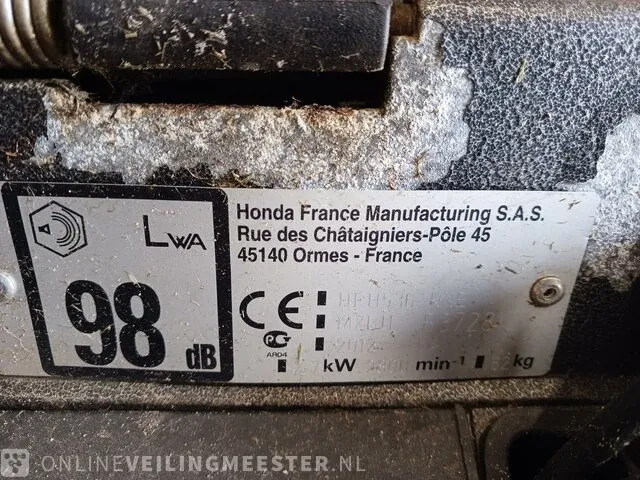 LWA
98 dB
Honda France Manufacturing S.A.S.
Rue des Châtaigniers-Pôle 45
45140 Ormes - France
CE
AR04
kW min-¹ kg
ONLINEVEILINGMEESTER.NL